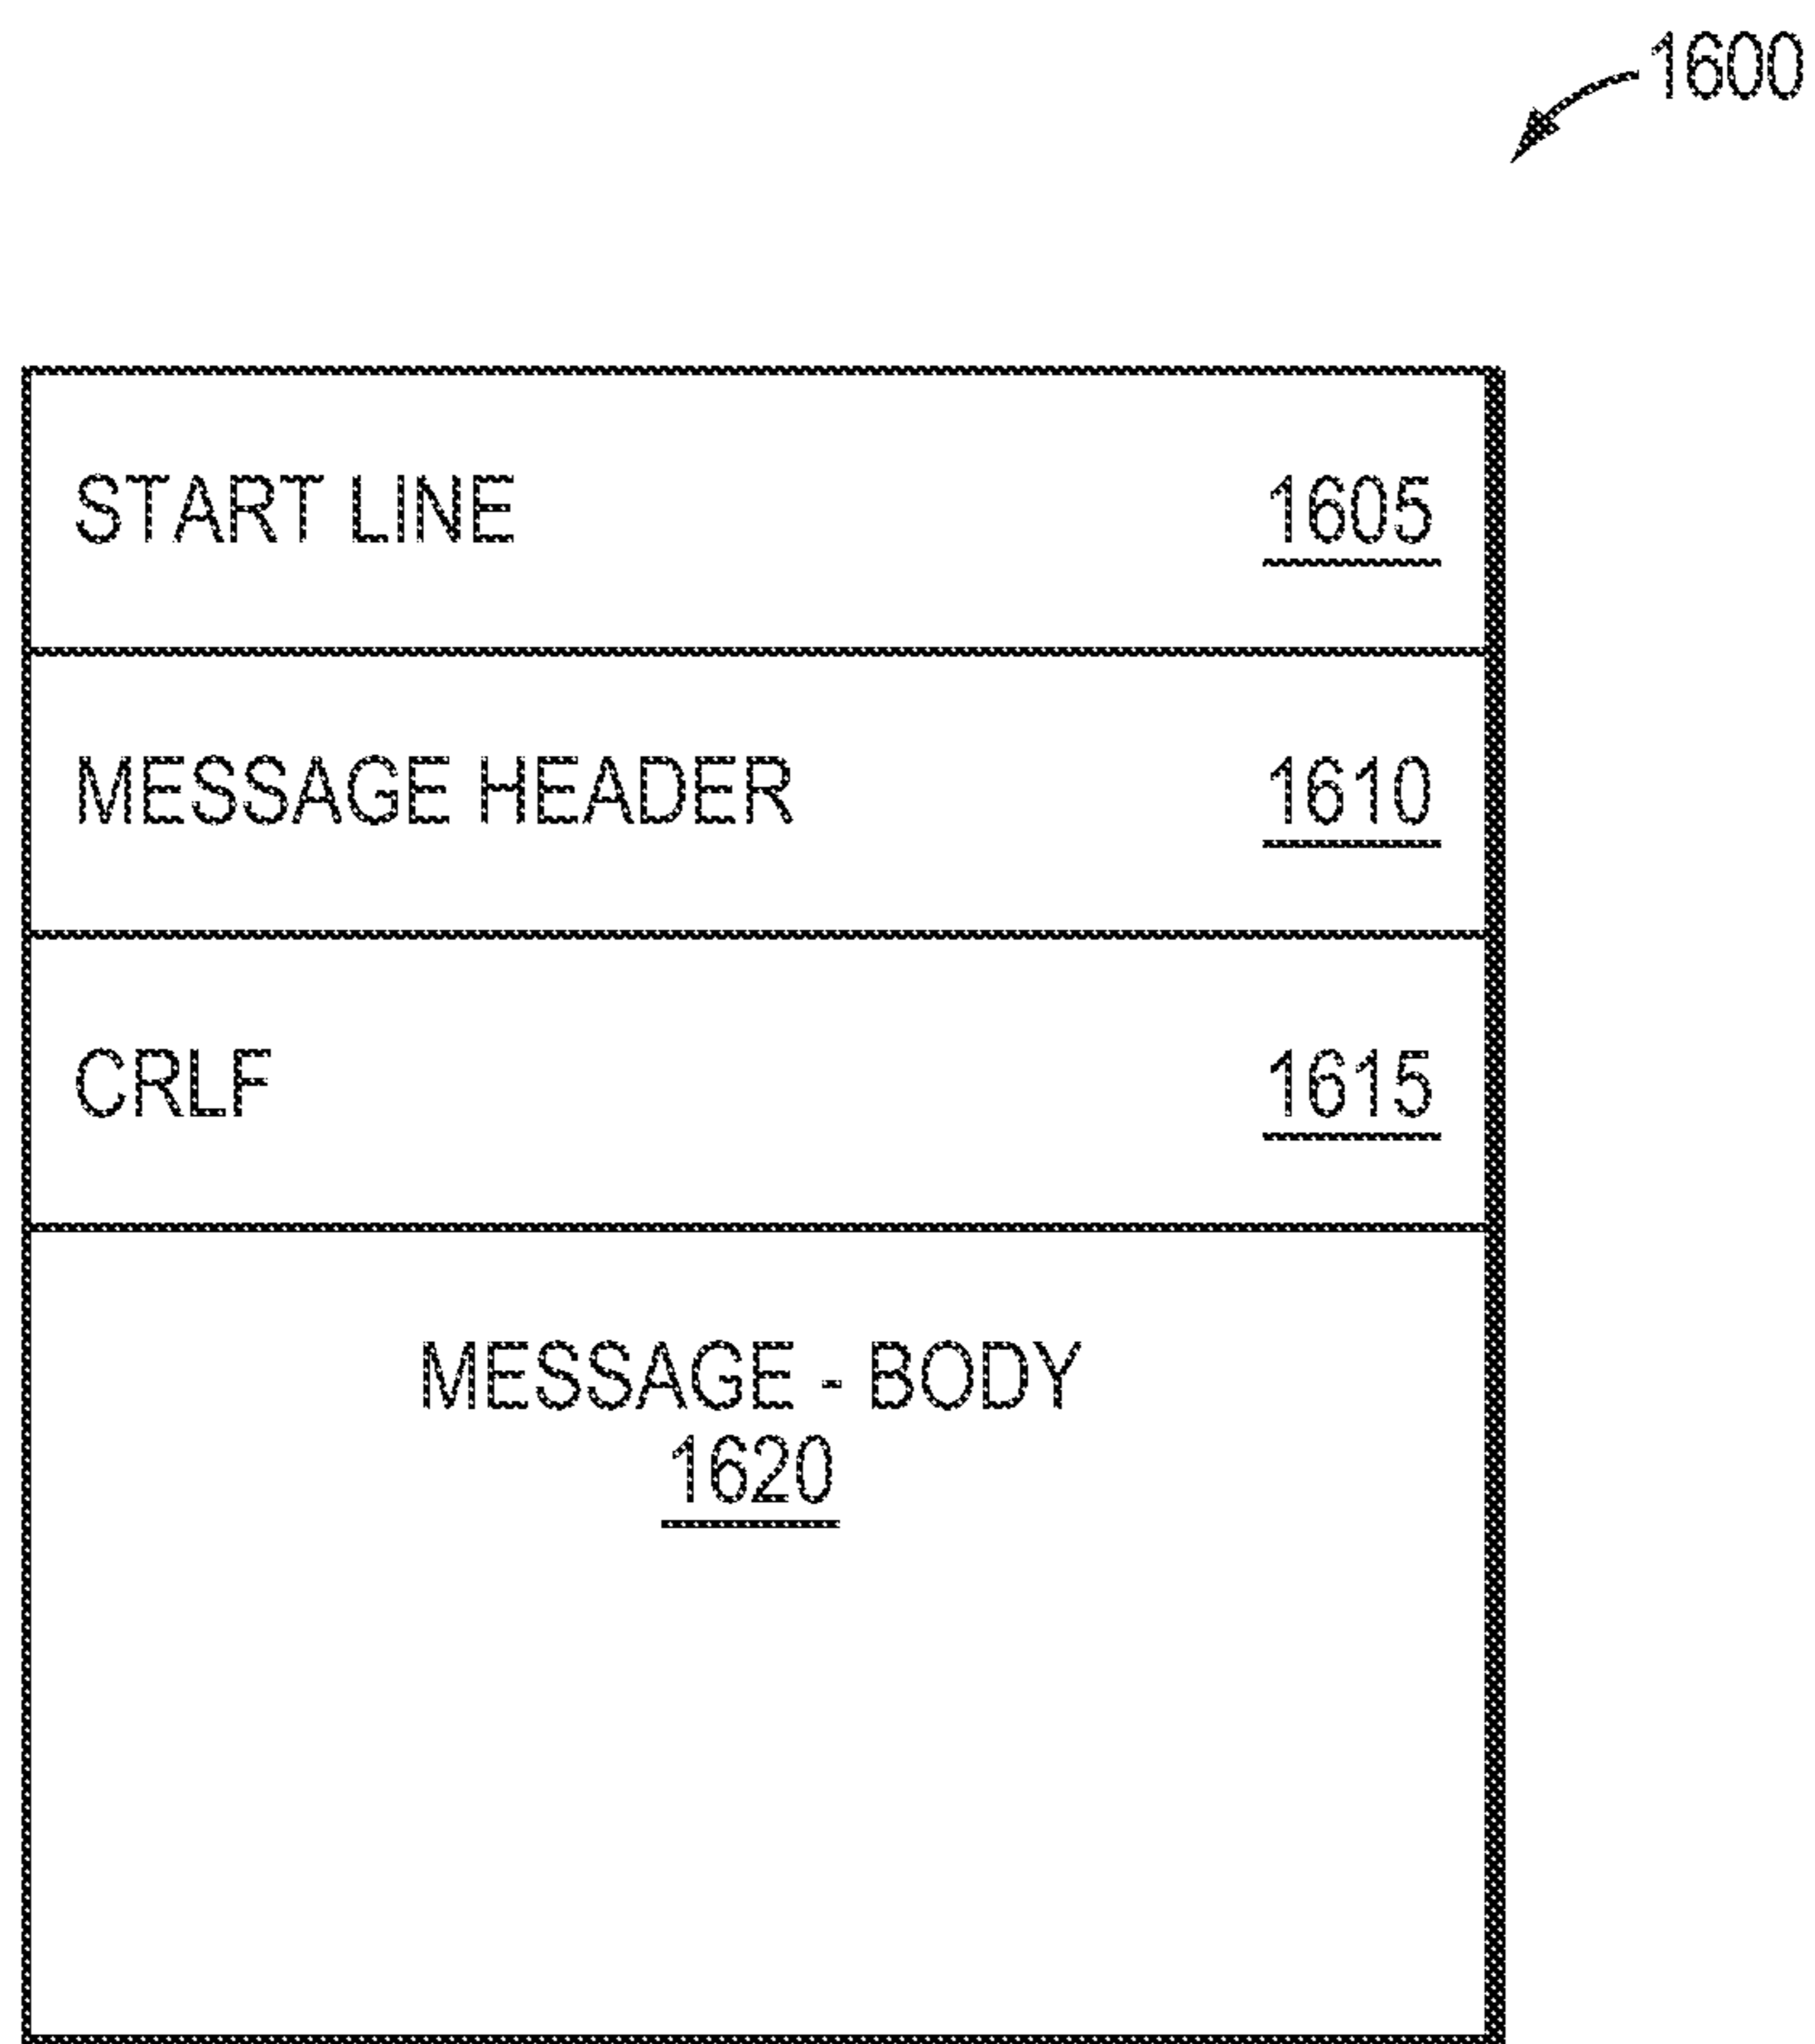 1600
START LINE 1605
MESSAGE HEADER 1610
CRLF 1615
MESSAGE - BODY
1620